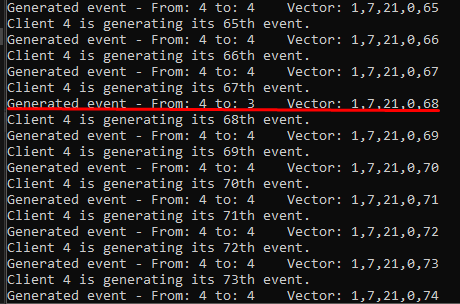 Generated event - From: 4 to: 4    Vector: 1,7,21,0,65
Client 4 is generating its 65th event.
Generated event - From: 4 to: 4    Vector: 1,7,21,0,66
Client 4 is generating its 66th event.
Generated event - From: 4 to: 4    Vector: 1,7,21,0,67
Client 4 is generating its 67th event.
Generated event - From: 4 to: 3    Vector: 1,7,21,0,68
Client 4 is generating its 68th event.
Generated event - From: 4 to: 4    Vector: 1,7,21,0,69
Client 4 is generating its 69th event.
Generated event - From: 4 to: 4    Vector: 1,7,21,0,70
Client 4 is generating its 70th event.
Generated event - From: 4 to: 4    Vector: 1,7,21,0,71
Client 4 is generating its 71th event.
Generated event - From: 4 to: 4    Vector: 1,7,21,0,72
Client 4 is generating its 72th event.
Generated event - From: 4 to: 4    Vector: 1,7,21,0,73
Client 4 is generating its 73th event.
Generated event - From: 4 to: 4    Vector: 1,7,21,0,74